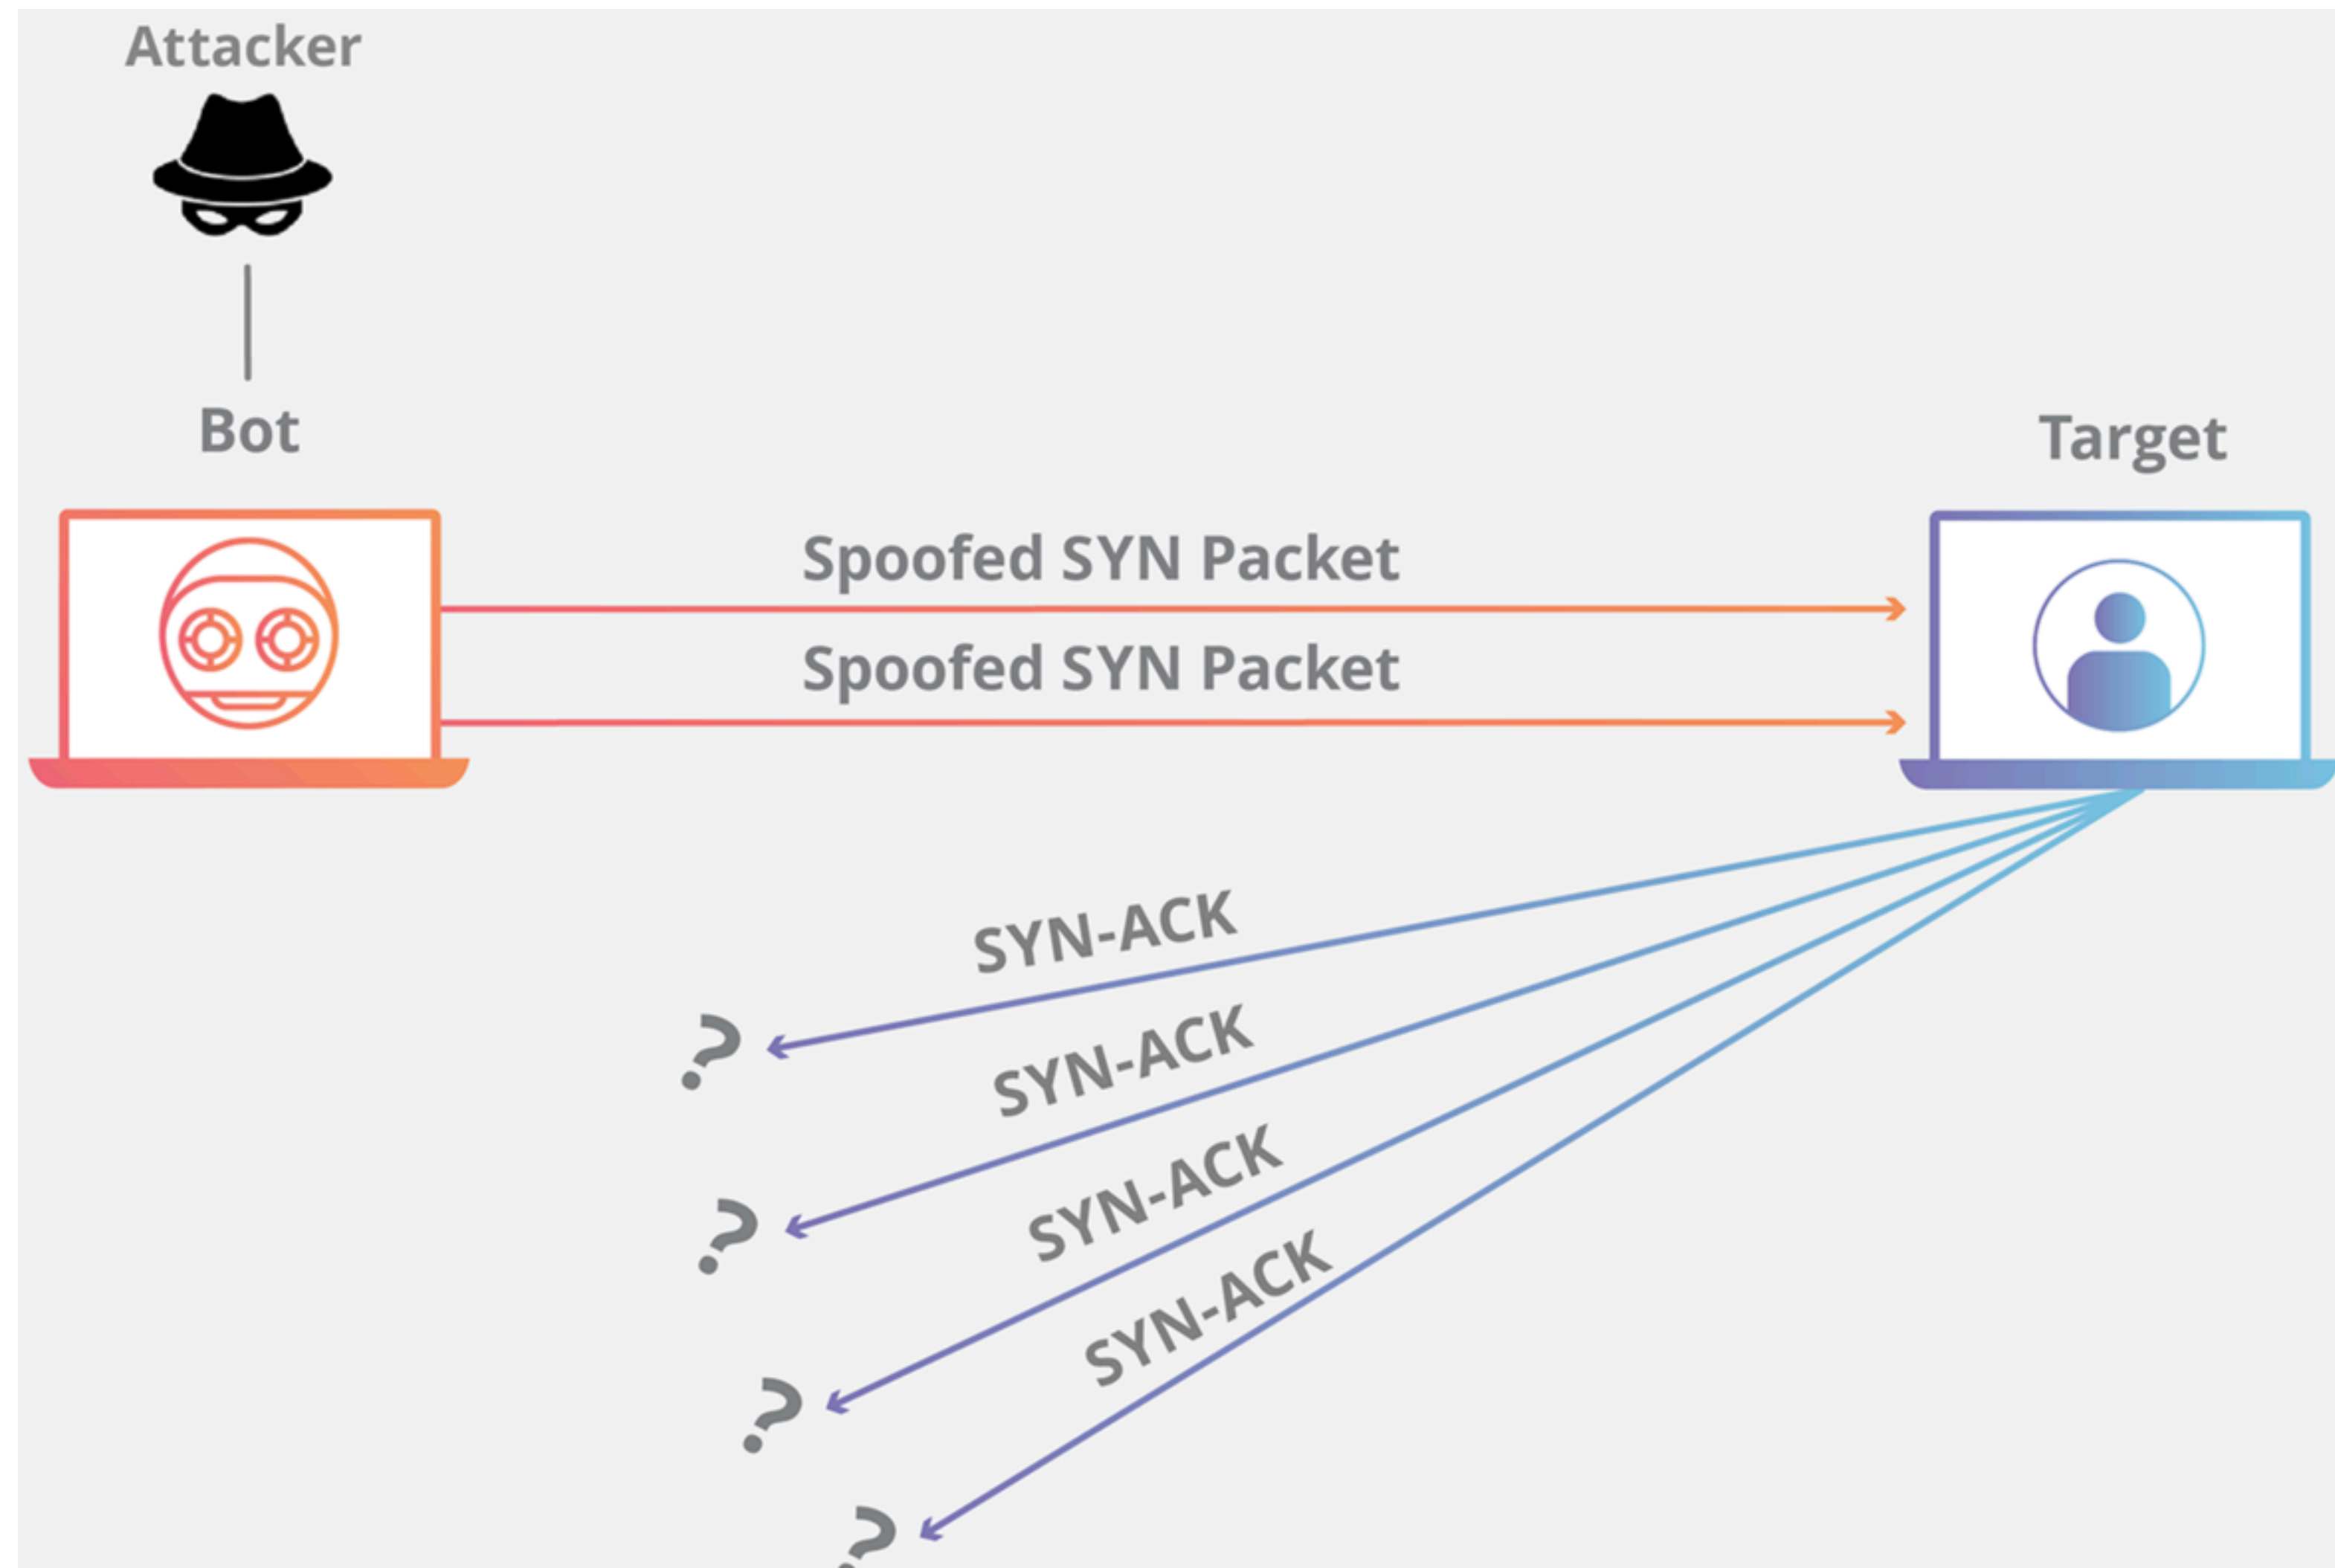 Attacker
Bot
Target
Spoofed SYN Packet
Spoofed SYN Packet
SYN-ACK
?
SYN-ACK
?
SYN-ACK
?
SYN-ACK
?